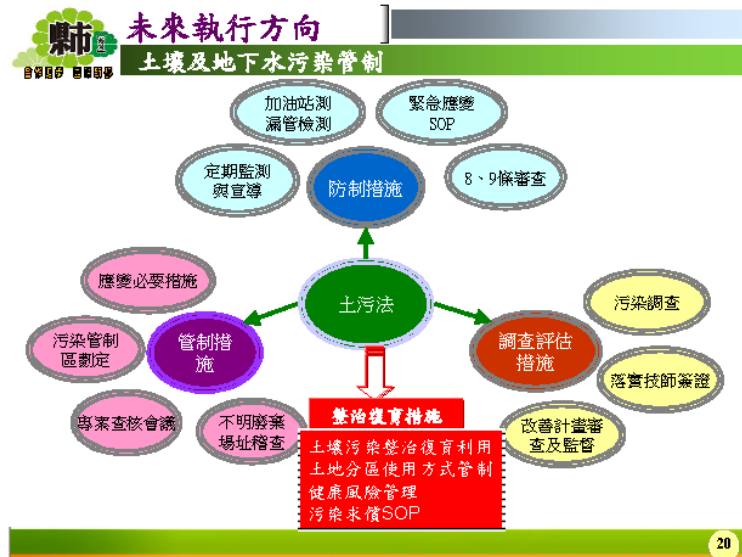 縣市
未來執行方向
土壤及地下水污染管制
加油站測
漏管檢測
緊急應變
SOP
定期監測
與宣導
防制措施
8、9條審查
應變必要措施
土污法
污染調查
污染管制
區劃定
管制措
施
調查評估
措施
落實技師簽證
專案查核會議
不明廢棄
場址稽查
整治復育措施
改善計畫審
查及監督
土壤污染整治復育利用
土地分區使用方式管制
健康風險管理
污染求償SOP
20